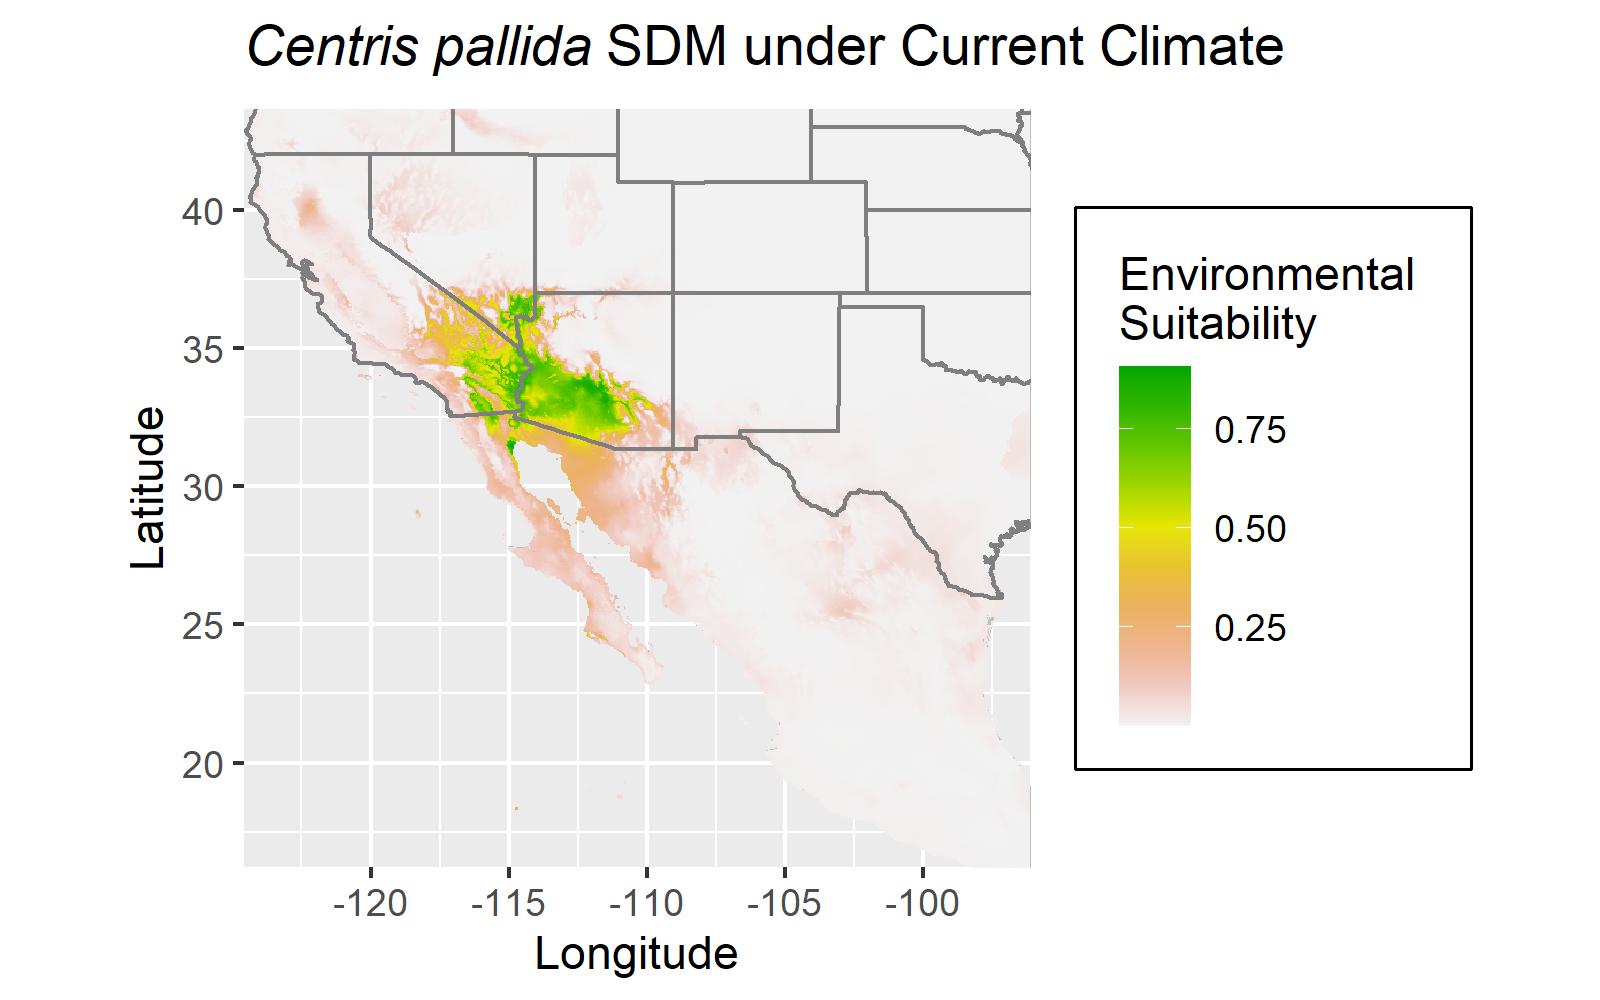 Centris pallida SDM under Current Climate
40
35
30
25
20
Latitude
-120
-115
-110
-105
-100
Longitude
Environmental
Suitability
0.75
0.50
0.25